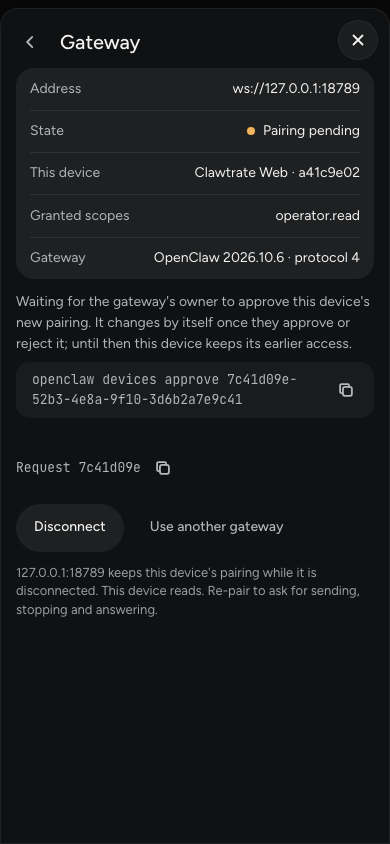 Gateway
Address ws://127.0.0.1:18789
State Pairing pending
This device Clawtrate Web · a41c9e02
Granted scopes operator.read
Gateway OpenClaw 2026.10.6 · protocol 4
Waiting for the gateway's owner to approve this device's
new pairing. It changes by itself once they approve or
reject it; until then this device keeps its earlier access.
openclaw devices approve 7c41d09e-
52b3-4e8a-9f10-3d6b2a7e9c41
Request 7c41d09e
Disconnect Use another gateway
127.0.0.1:18789 keeps this device's pairing while it is
disconnected. This device reads. Re-pair to ask for sending,
stopping and answering.